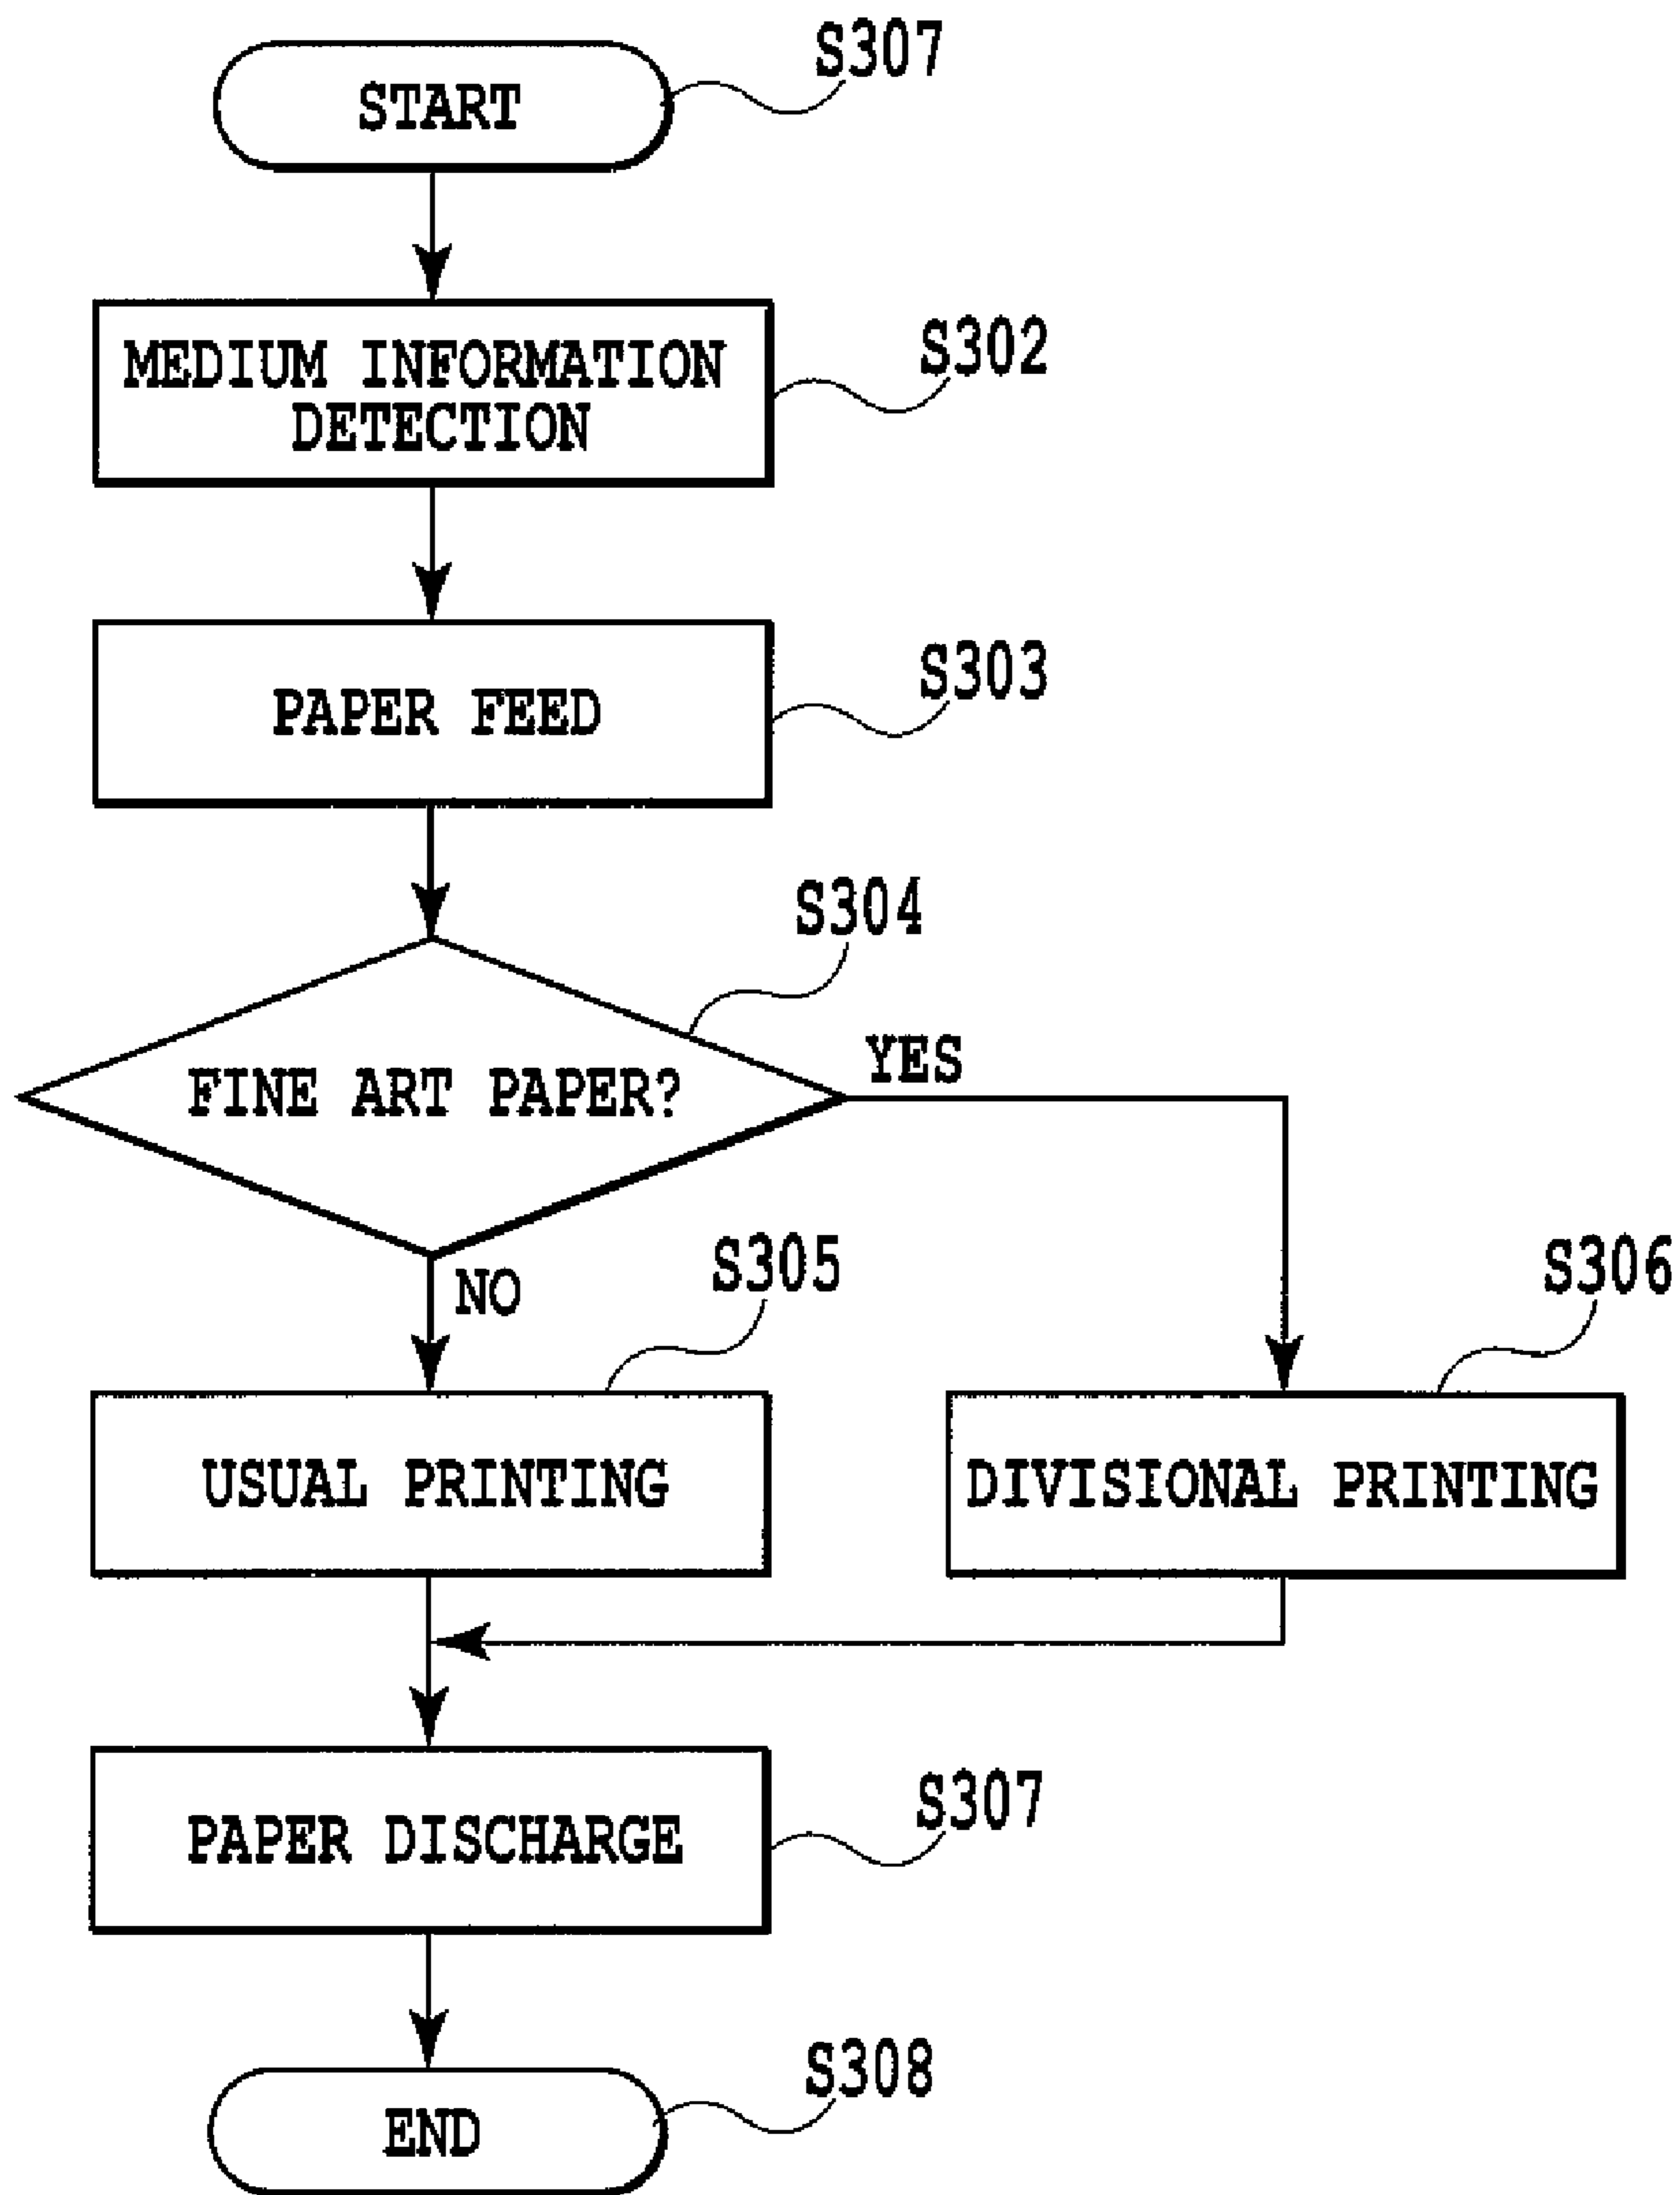 S307
START
S302
MEDIUM INFORMATION
DETECTION
S303
PAPER FEED
S304
FINE ART PAPER?
YES
NO
S305
S306
USUAL PRINTING
DIVISIONAL PRINTING
S307
PAPER DISCHARGE
S308
END